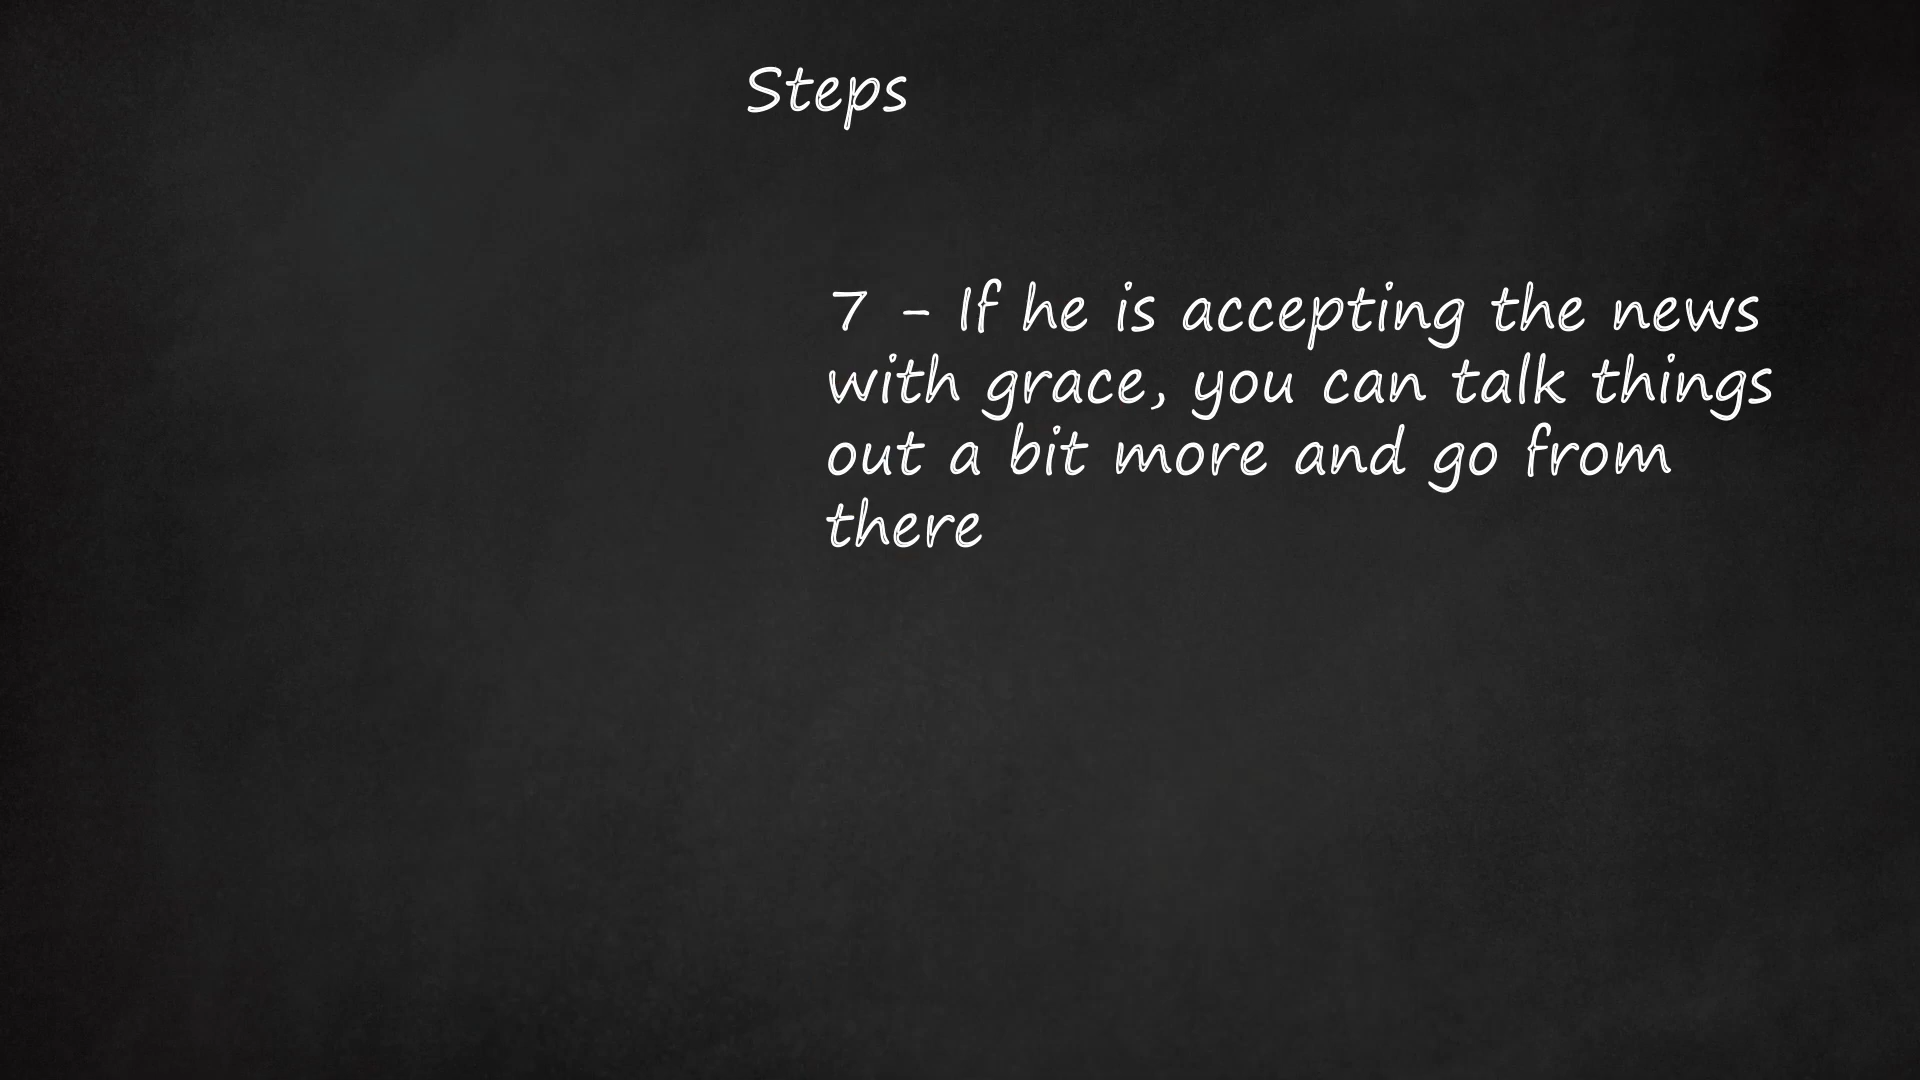 Steps
7 - If he is accepting the news
with grace, you can talk things
out a bit more and go from
there